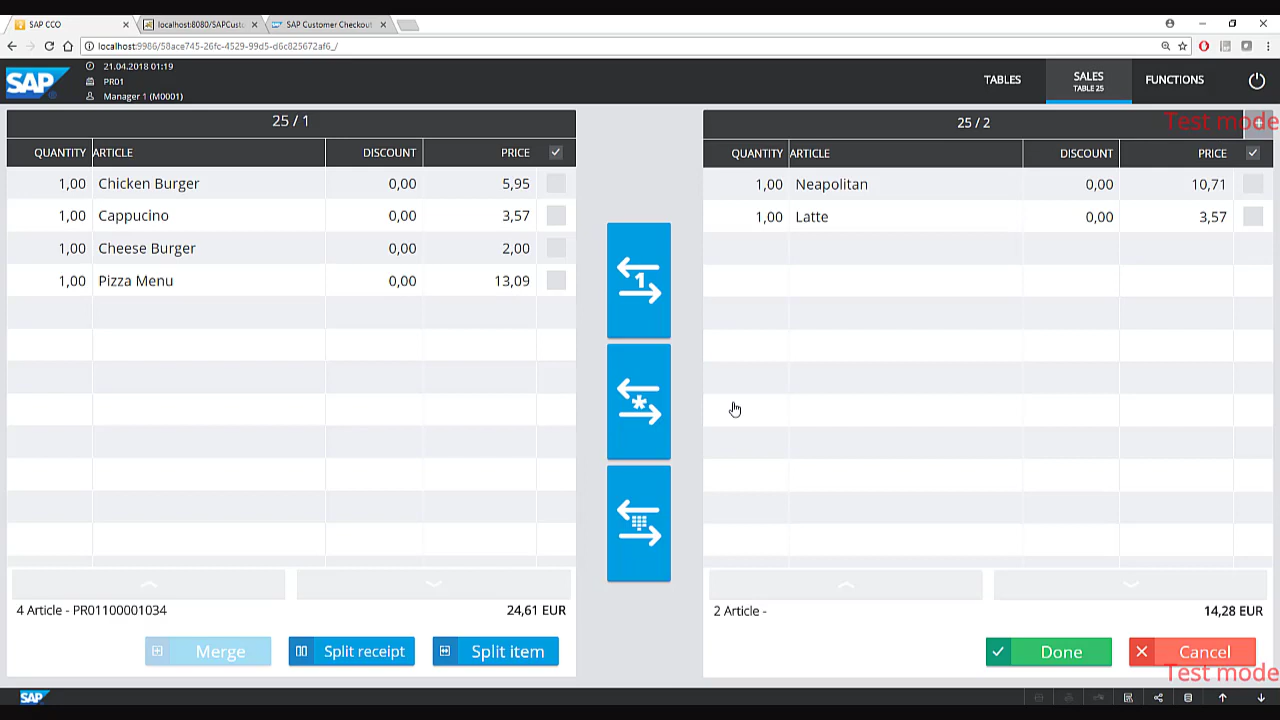 SAP CCO
localhost:8080/SAPCust
SAP Customer Checkout
localhost:9986/58ace745-26fc-4529-99d5-d6c825672af6_/
SAP
21.04.2018 01:19
PR01
Manager 1 (M0001)
TABLES
SALES
TABLE 25
FUNCTIONS
Test mode
25 / 1
QUANTITY ARTICLE DISCOUNT PRICE
1,00 Chicken Burger 0,00 5,95
1,00 Cappucino 0,00 3,57
1,00 Cheese Burger 0,00 2,00
1,00 Pizza Menu 0,00 13,09
4 Article - PR01100001034 24,61 EUR
Merge
Split receipt
Split item
1
*
25 / 2
QUANTITY ARTICLE DISCOUNT PRICE
1,00 Neapolitan 0,00 10,71
1,00 Latte 0,00 3,57
2 Article - 14,28 EUR
Done
Cancel
Test mode
SAP